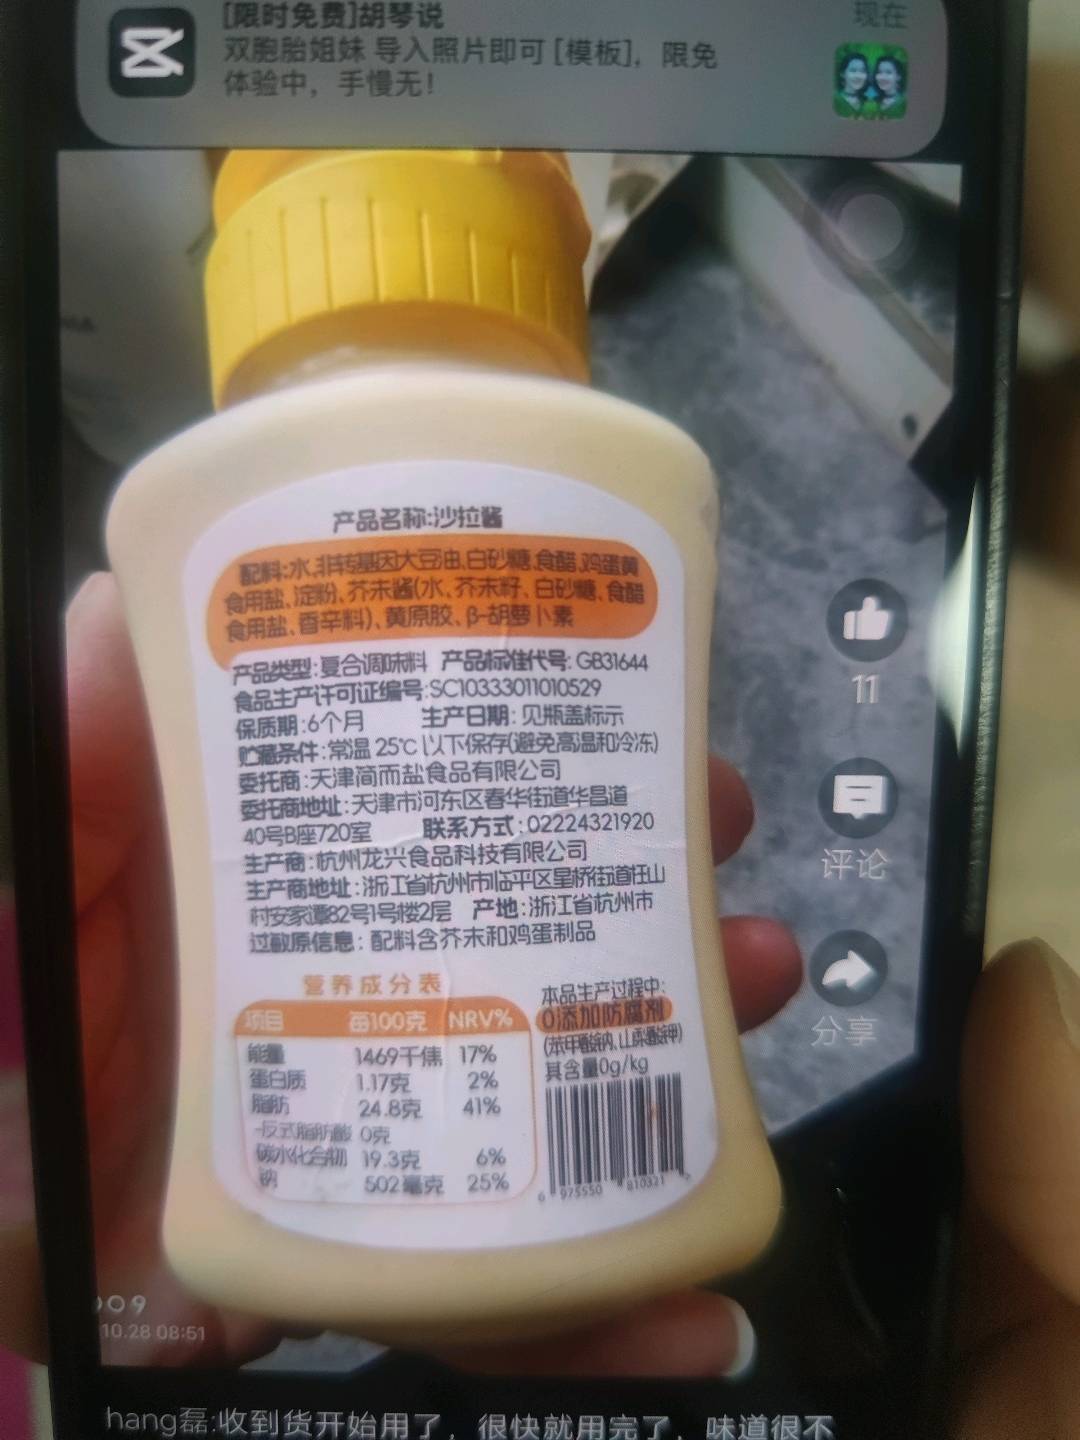 [限时免费]胡琴说
现在
双胞胎姐妹 导入照片即可 [模板]，限免
体验中，手慢无！
产品名称:沙拉酱
配料:水、非转基因大豆油、白砂糖、食醋、鸡蛋黄
食用盐、淀粉、芥末酱(水、芥末籽、白砂糖、食醋
食用盐、香辛料)、黄原胶、β-胡萝卜素
产品类型:复合调味料 产品标准代号:GB31644
食品生产许可证编号:SC10333011010529
保质期:6个月 生产日期:见瓶盖标示
贮藏条件:常温 25℃以下保存(避免高温和冷冻)
委托商:天津简而盐食品有限公司
委托商地址:天津市河东区春华街道华昌道
40号B座720室 联系方式:02224321920
生产商:杭州龙兴食品科技有限公司
生产商地址:浙江省杭州市临平区星桥街道枉山
村安家潭82号1号楼2层 产地:浙江省杭州市
过敏原信息:配料含芥末和鸡蛋制品
营养成分表
项目 每100克 NRV%
能量 1469千焦 17%
蛋白质 1.17克 2%
脂肪 24.8克 41%
-反式脂肪酸 0克
碳水化合物 19.3克 6%
钠 502毫克 25%
本品生产过程中:
0添加防腐剂
(苯甲酸钠、山梨酸钾)
其含量0g/kg
6 975550 810321
11
评论
分享
009
10.28 08:51
hang磊:收到货开始用了，很快就用完了，味道很不